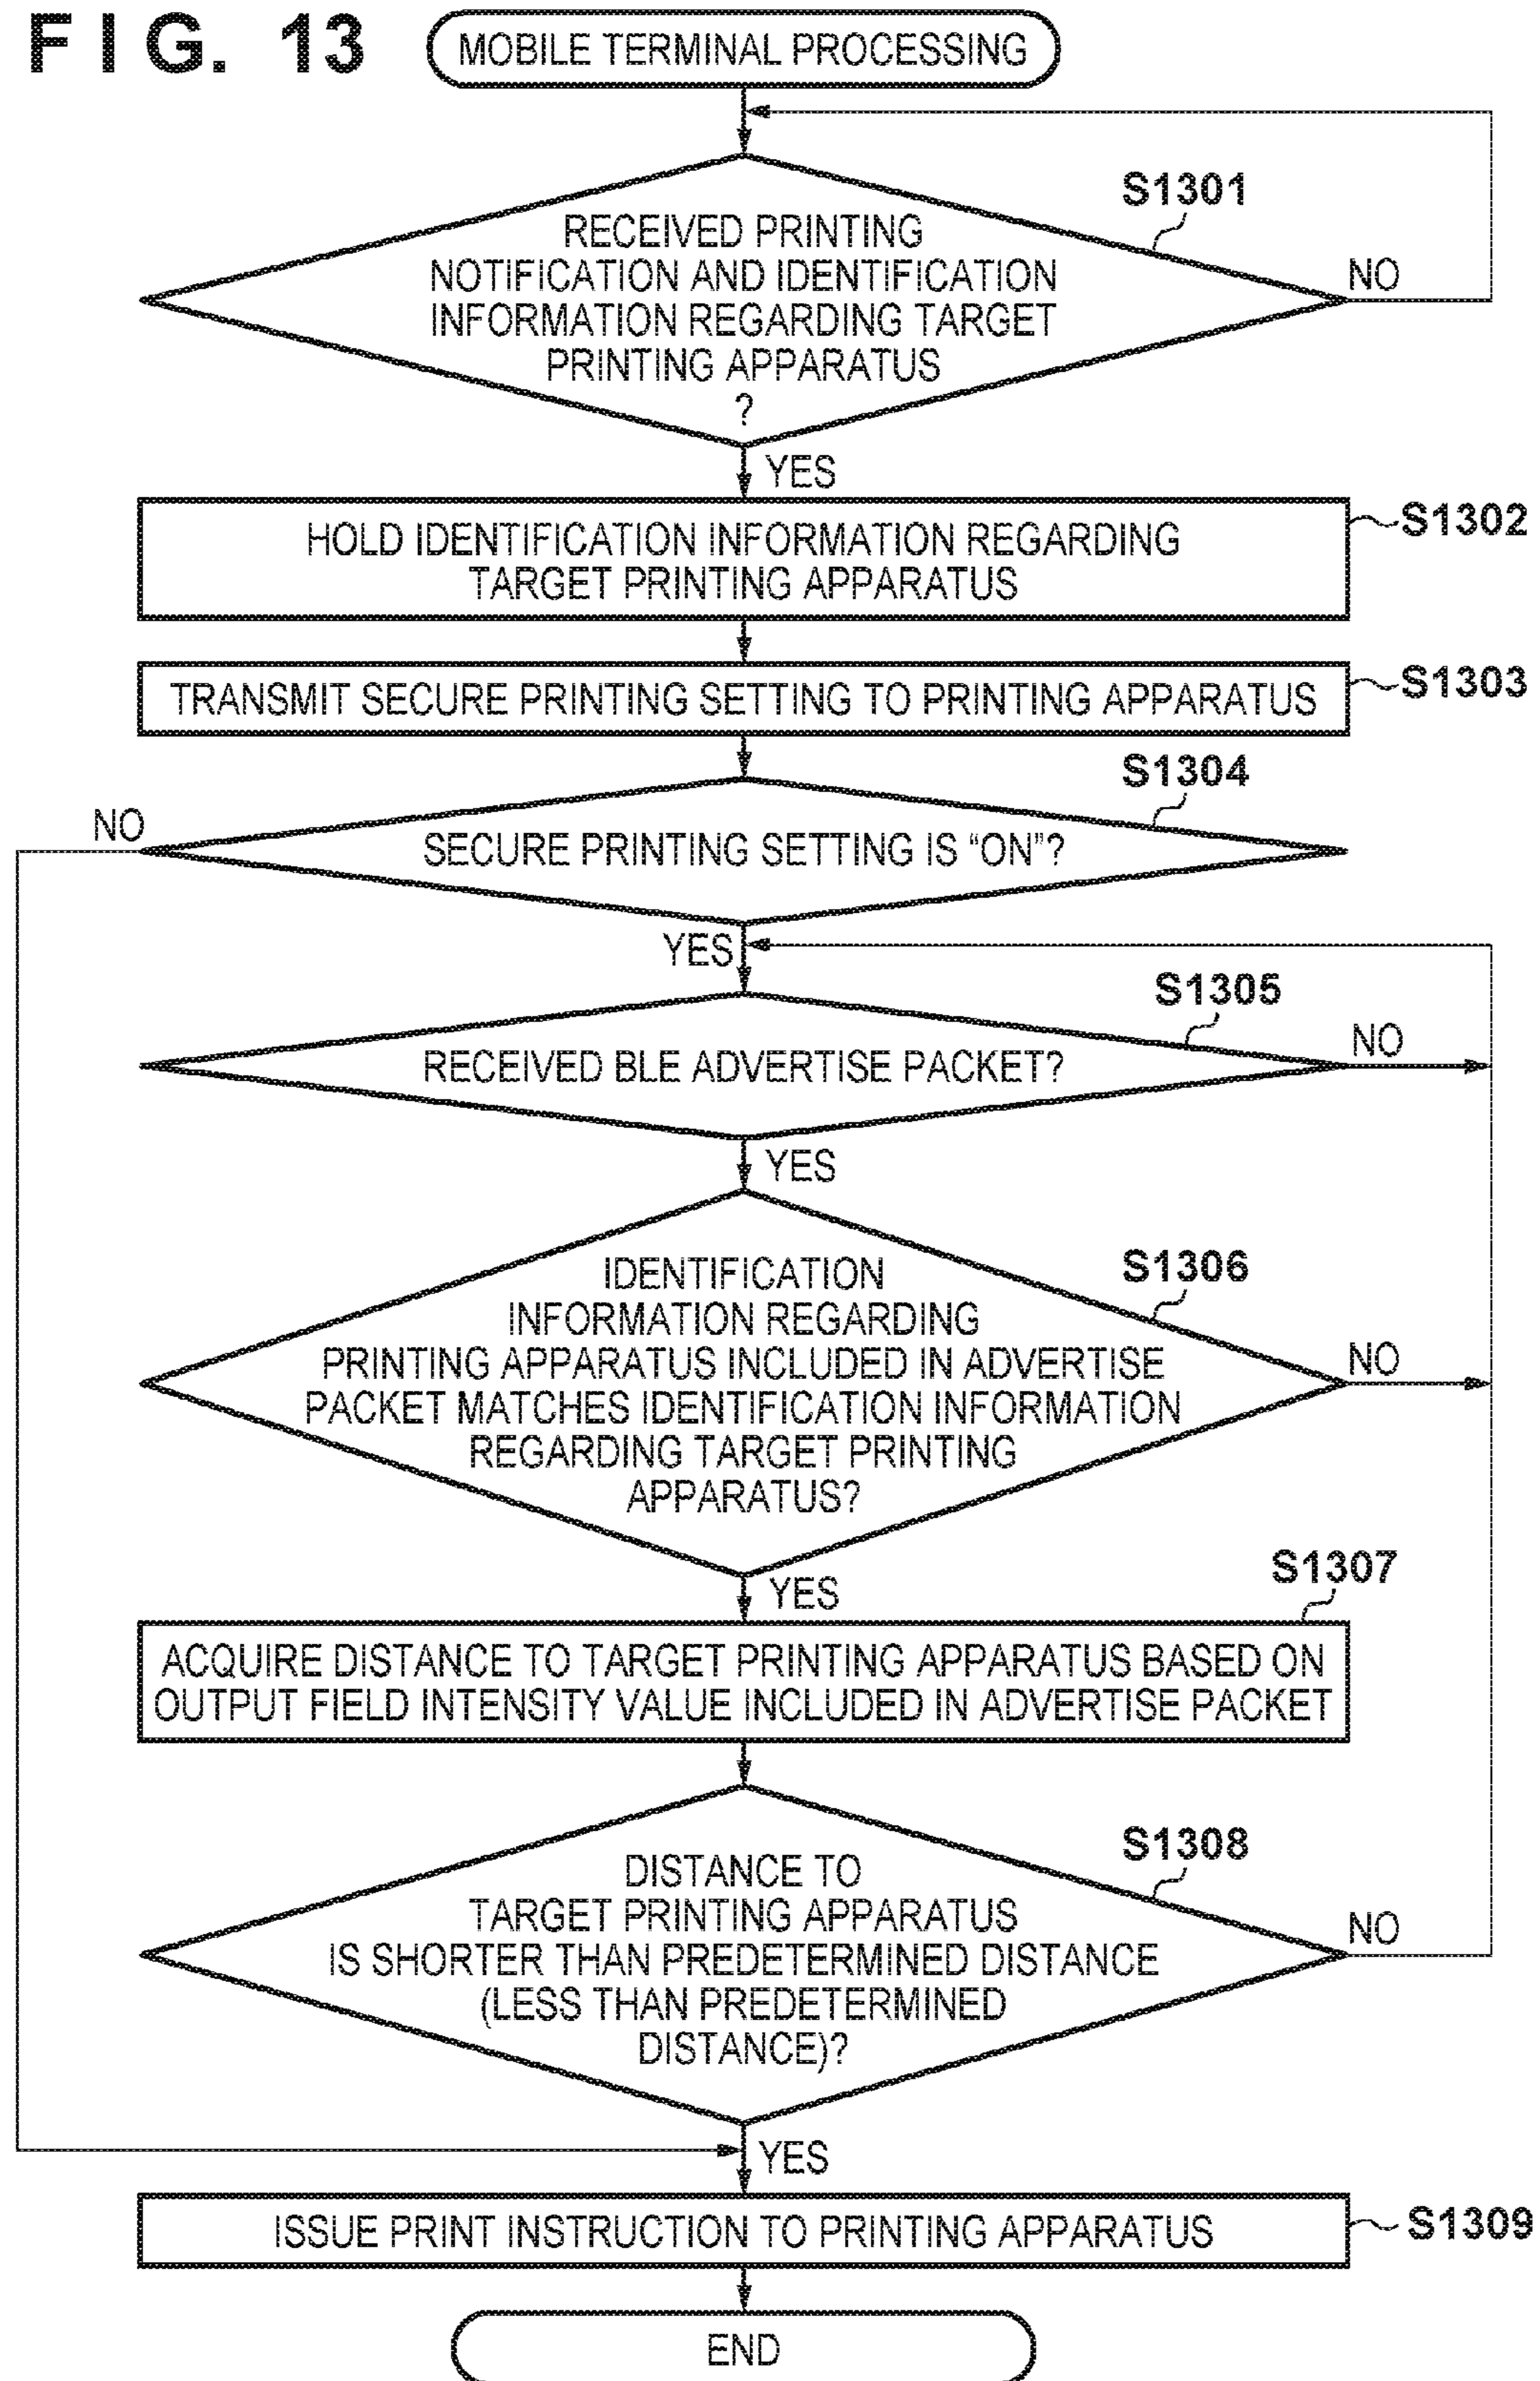 FIG. 13
MOBILE TERMINAL PROCESSING
S1301
RECEIVED PRINTING
NOTIFICATION AND IDENTIFICATION
INFORMATION REGARDING TARGET
PRINTING APPARATUS
?
NO
YES
HOLD IDENTIFICATION INFORMATION REGARDING
TARGET PRINTING APPARATUS
S1302
TRANSMIT SECURE PRINTING SETTING TO PRINTING APPARATUS
S1303
S1304
NO
SECURE PRINTING SETTING IS “ON”?
YES
S1305
RECEIVED BLE ADVERTISE PACKET?
NO
YES
S1306
IDENTIFICATION
INFORMATION REGARDING
PRINTING APPARATUS INCLUDED IN ADVERTISE
PACKET MATCHES IDENTIFICATION INFORMATION
REGARDING TARGET PRINTING
APPARATUS?
NO
YES
S1307
ACQUIRE DISTANCE TO TARGET PRINTING APPARATUS BASED ON
OUTPUT FIELD INTENSITY VALUE INCLUDED IN ADVERTISE PACKET
S1308
DISTANCE TO
TARGET PRINTING APPARATUS
IS SHORTER THAN PREDETERMINED DISTANCE
(LESS THAN PREDETERMINED
DISTANCE)?
NO
YES
ISSUE PRINT INSTRUCTION TO PRINTING APPARATUS
S1309
END